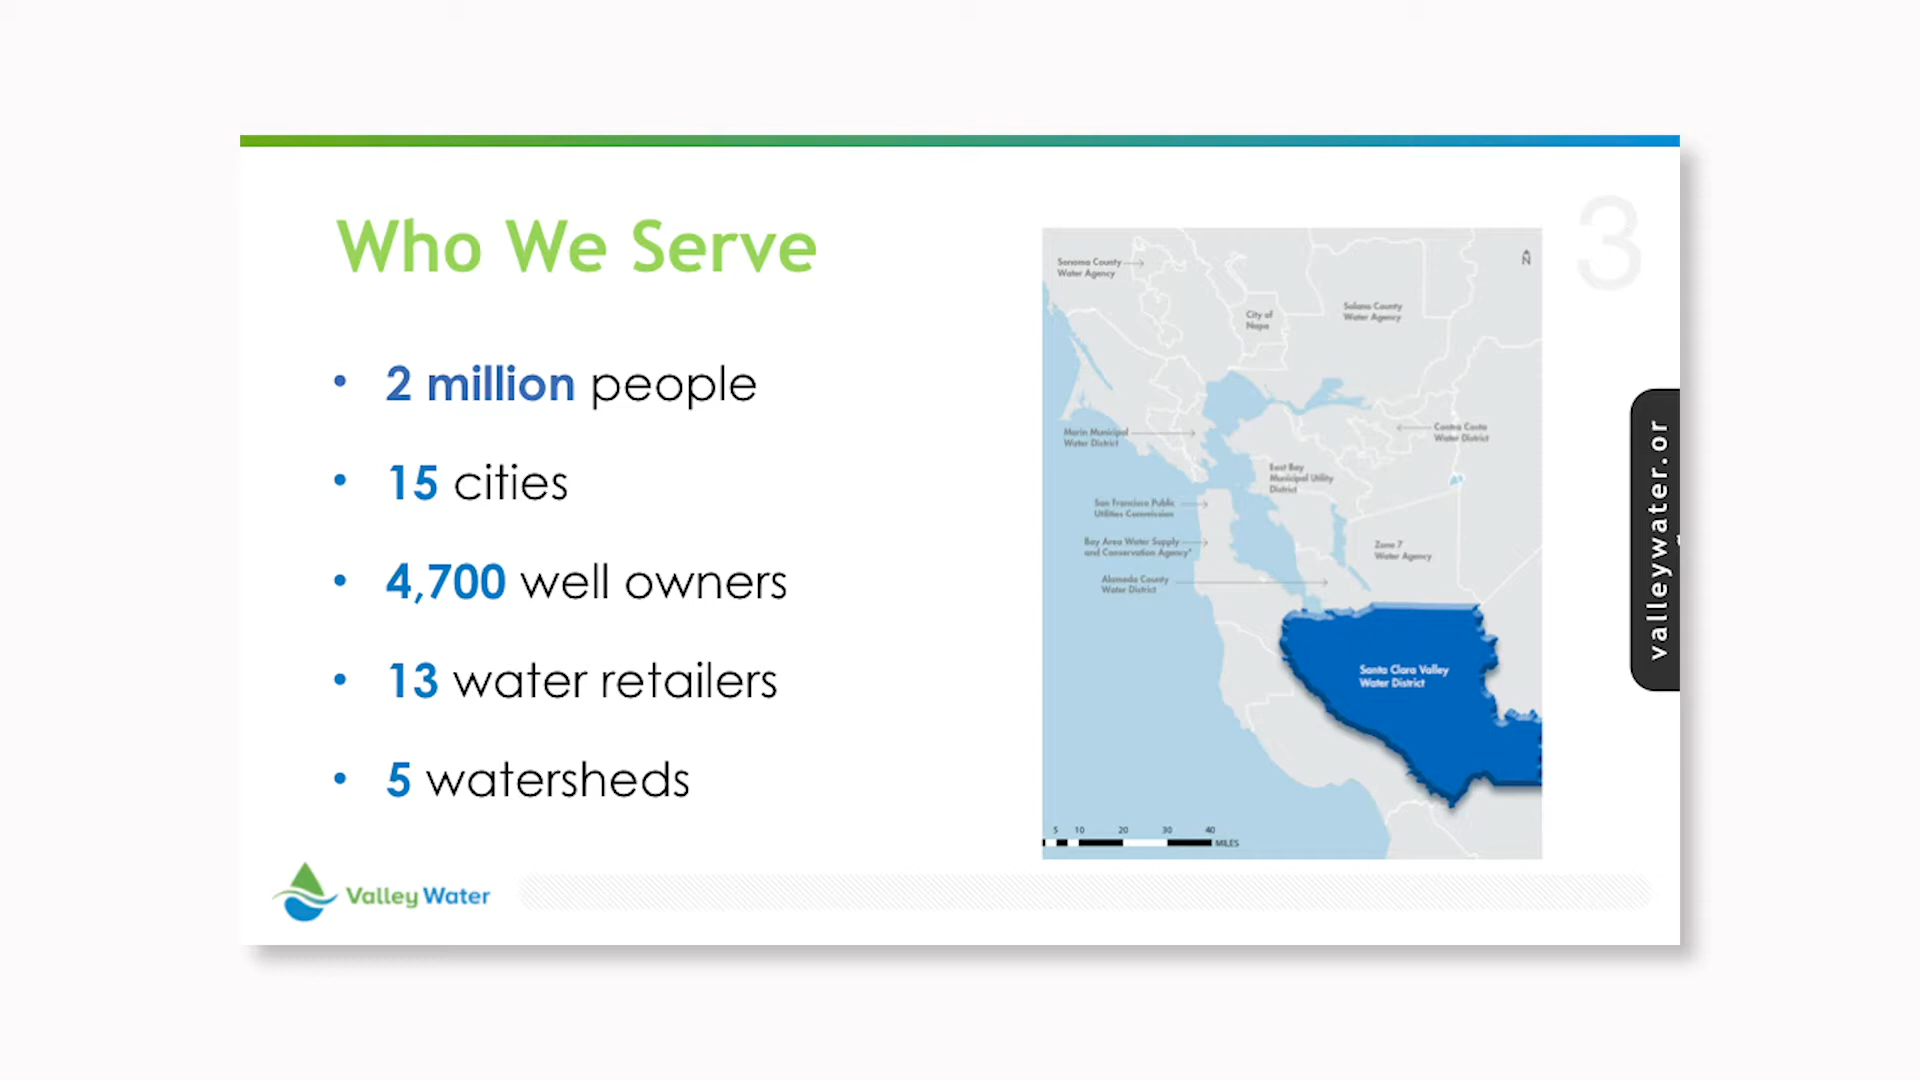 Who We Serve
3
• 2 million people
• 15 cities
• 4,700 well owners
• 13 water retailers
• 5 watersheds
Sonoma County
Water Agency
N
City of
Napa
Solano County
Water Agency
Marin Municipal
Water District
Contra Costa
Water District
East Bay
Municipal Utility
District
San Francisco Public
Utilities Commission
Bay Area Water Supply
and Conservation Agency*
Zone 7
Water Agency
Alameda County
Water District
Santa Clara Valley
Water District
5 10 20 30 40
MILES
valleywater.or
Valley Water